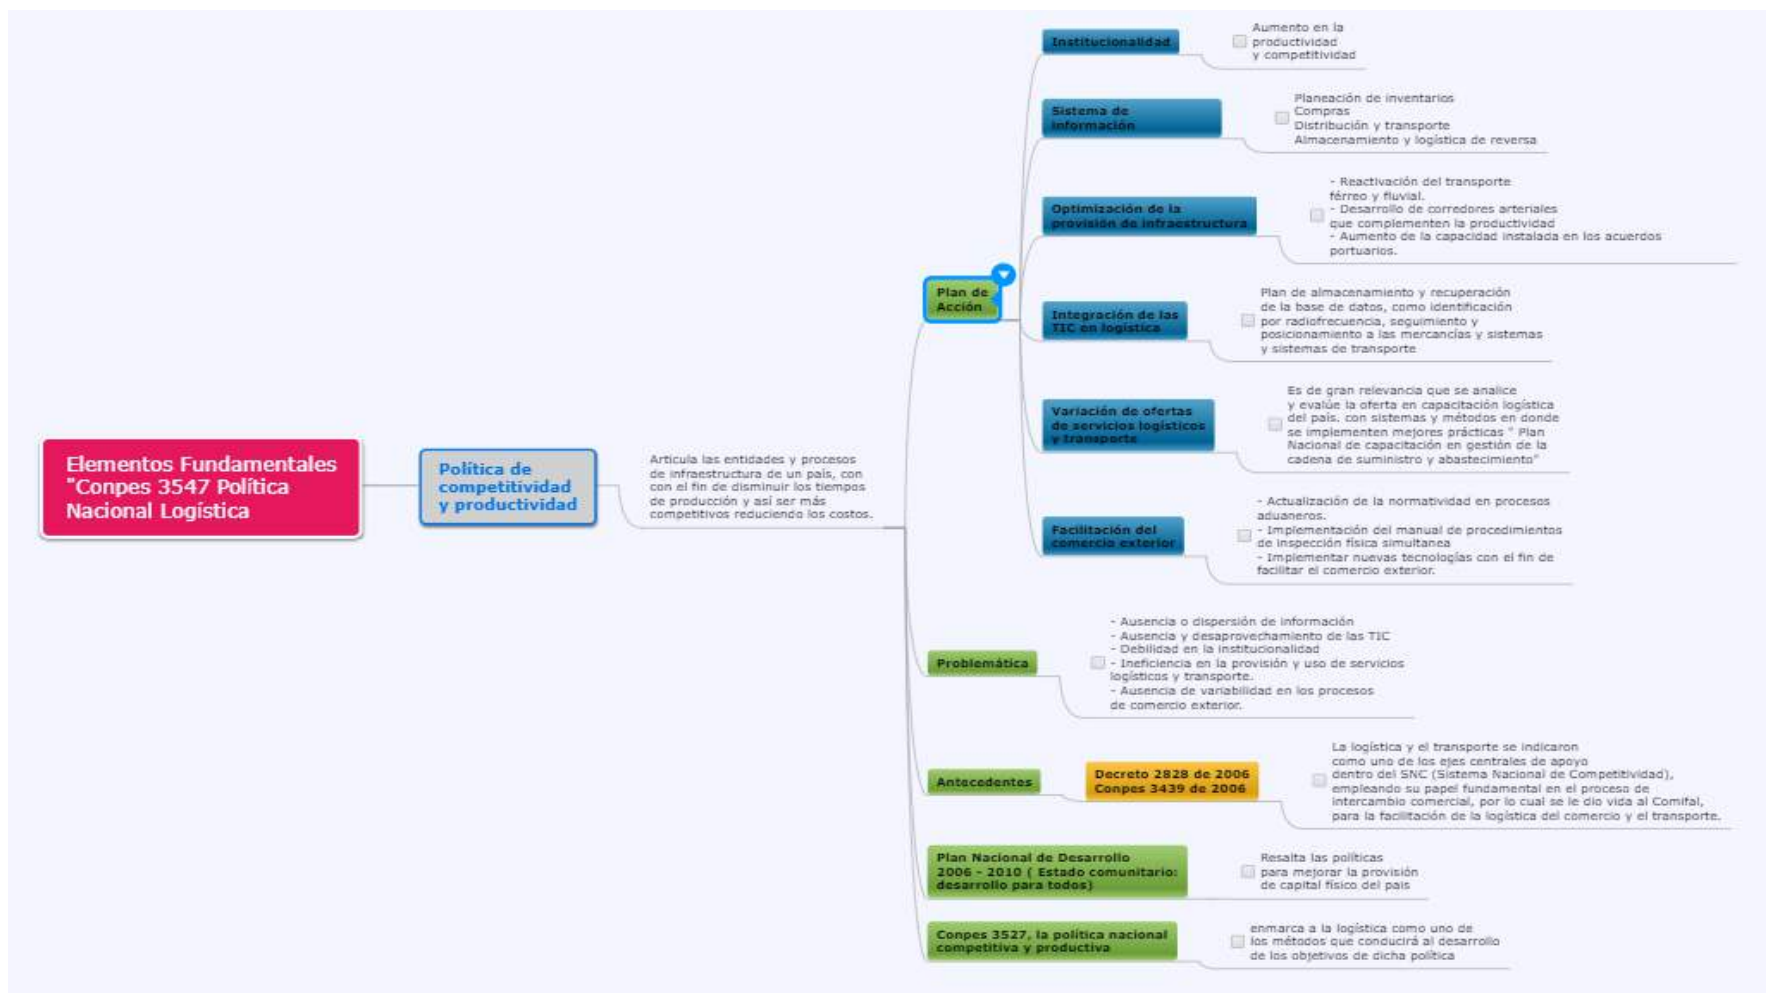 Elementos Fundamentales
"Conpes 3547 Política
Nacional Logística
Política de
competitividad
y productividad
Articula las entidades y procesos
de infraestructura de un país, con
con el fin de disminuir los tiempos
de producción y así ser más
competitivos reduciendo los costos.
Plan de
Acción
Institucionalidad
Aumento en la
productividad
y competitividad
Sistema de
información
Planeación de inventarios
Compras
Distribución y transporte
Almacenamiento y logística de reversa
Optimización de la
provisión de infraestructura
- Reactivación del transporte
férreo y fluvial.
- Desarrollo de corredores arteriales
que complementen la productividad
- Aumento de la capacidad instalada en los acuerdos
portuarios.
Integración de las
TIC en logística
Plan de almacenamiento y recuperación
de la base de datos, como identificación
por radiofrecuencia, seguimiento y
posicionamiento a las mercancías y sistemas
y sistemas de transporte
Variación de ofertas
de servicios logísticos
y transporte
Es de gran relevancia que se analice
y evalúe la oferta en capacitación logística
del país. con sistemas y métodos en donde
se implementen mejores prácticas " Plan
Nacional de capacitación en gestión de la
cadena de suministro y abastecimiento"
Facilitación del
comercio exterior
- Actualización de la normatividad en procesos
aduaneros.
- Implementación del manual de procedimientos
de inspección física simultanea
- Implementar nuevas tecnologías con el fin de
facilitar el comercio exterior.
Problemática
- Ausencia o dispersión de información
- Ausencia y desaprovechamiento de las TIC
- Debilidad en la institucionalidad
- Ineficiencia en la provisión y uso de servicios
logísticos y transporte.
- Ausencia de variabilidad en los procesos
de comercio exterior.
Antecedentes
Decreto 2828 de 2006
Conpes 3439 de 2006
La logística y el transporte se indicaron
como uno de los ejes centrales de apoyo
dentro del SNC (Sistema Nacional de Competitividad),
empleando su papel fundamental en el proceso de
intercambio comercial, por lo cual se le dio vida al Comifal,
para la facilitación de la logística del comercio y el transporte.
Plan Nacional de Desarrollo
2006 - 2010 ( Estado comunitario:
desarrollo para todos)
Resalta las políticas
para mejorar la provisión
de capital físico del pais
Conpes 3527, la política nacional
competitiva y productiva
enmarca a la logística como uno de
los métodos que conducirá al desarrollo
de los objetivos de dicha política